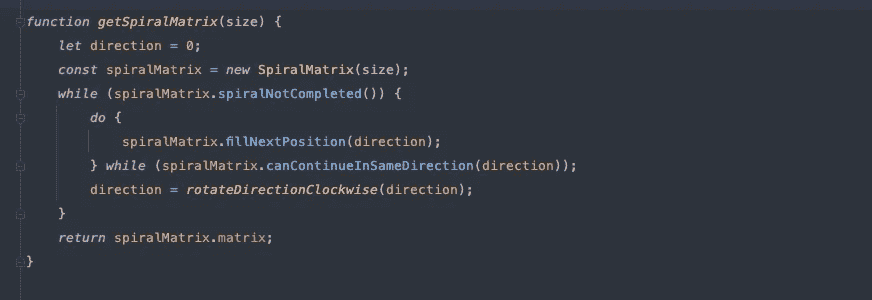 function getSpiralMatrix(size) {
    let direction = 0;
    const spiralMatrix = new SpiralMatrix(size);
    while (spiralMatrix.spiralNotCompleted()) {
        do {
            spiralMatrix.fillNextPosition(direction);
        } while (spiralMatrix.canContinueInSameDirection(direction));
        direction = rotateDirectionClockwise(direction);
    }
    return spiralMatrix.matrix;
}